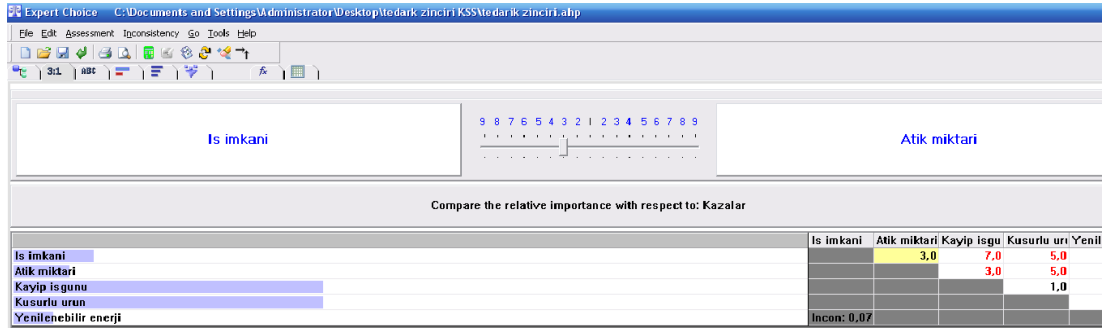 Expert Choice C:\Documents and Settings\Administrator\Desktop\tedark zinciri KSS\tedarik zinciri.ahp
File Edit Assessment Inconsistency Go Tools Help
3:1 ABC fx
9 8 7 6 5 4 3 2 1 2 3 4 5 6 7 8 9
Is imkani Atik miktari
Compare the relative importance with respect to: Kazalar
Is imkani Atik miktari Kayip isgu Kusurlu uru Yenil
Is imkani 3,0 7,0 5,0
Atik miktari 3,0 5,0
Kayip isgunu 1,0
Kusurlu urun
Yenilenebilir enerji Incon: 0,07